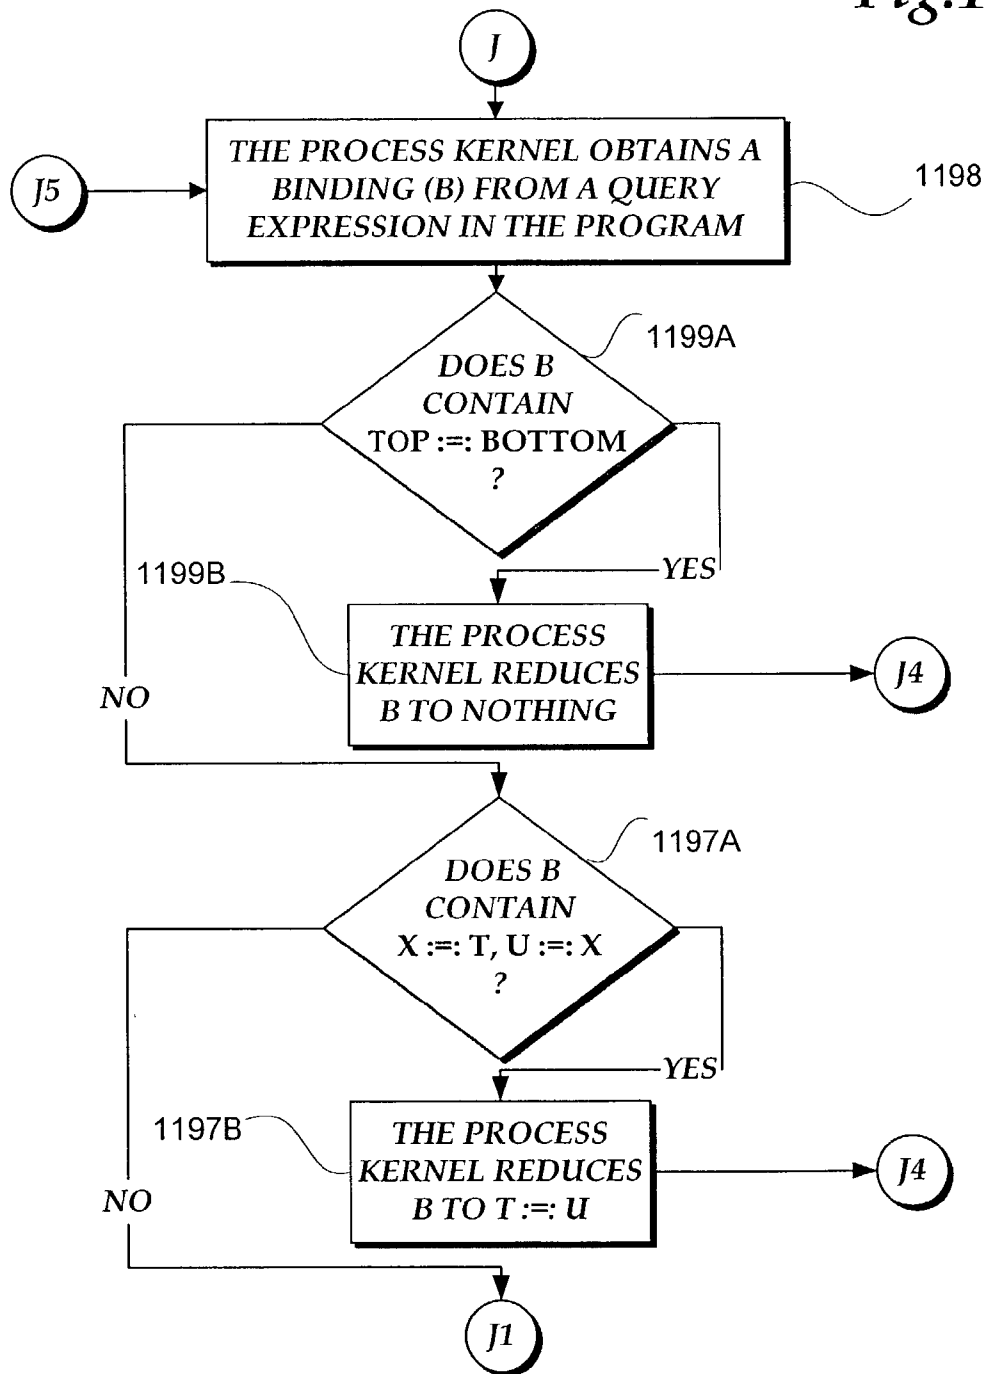 Fig.1
J
THE PROCESS KERNEL OBTAINS A
BINDING (B) FROM A QUERY
EXPRESSION IN THE PROGRAM
J5
1198
1199A
DOES B
CONTAIN
TOP :=: BOTTOM
?
YES
1199B
THE PROCESS
KERNEL REDUCES
B TO NOTHING
J4
NO
1197A
DOES B
CONTAIN
X :=: T, U :=: X
?
YES
1197B
THE PROCESS
KERNEL REDUCES
B TO T :=: U
J4
NO
J1